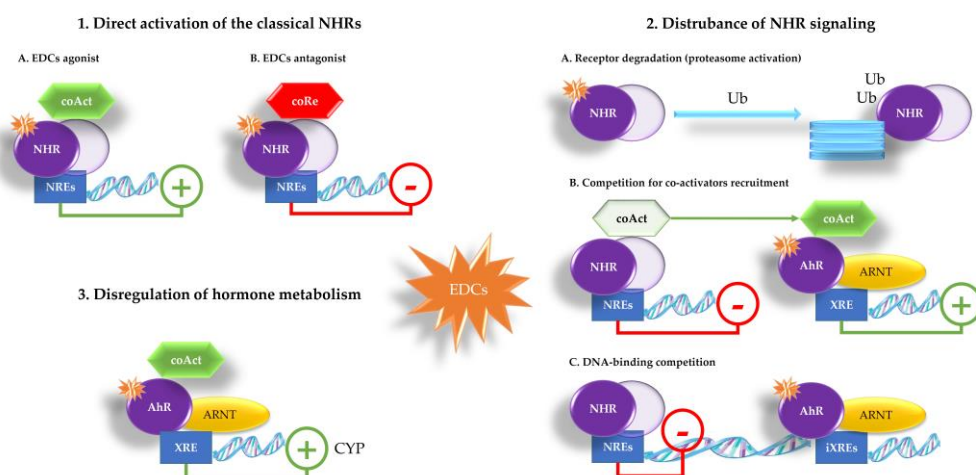 1. Direct activation of the classical NHRs
A. EDCs agonist
coAct
NHR
NREs
+
B. EDCs antagonist
coRe
NHR
NREs
-
2. Distrubance of NHR signaling
A. Receptor degradation (proteasome activation)
NHR
Ub
Ub
Ub
NHR
B. Competition for co-activators recruitment
coAct
NHR
NREs
-
coAct
AhR
ARNT
XRE
+
C. DNA-binding competition
NHR
NREs
-
AhR
ARNT
iXREs
EDCs
3. Disregulation of hormone metabolism
coAct
AhR
ARNT
XRE
+
CYP